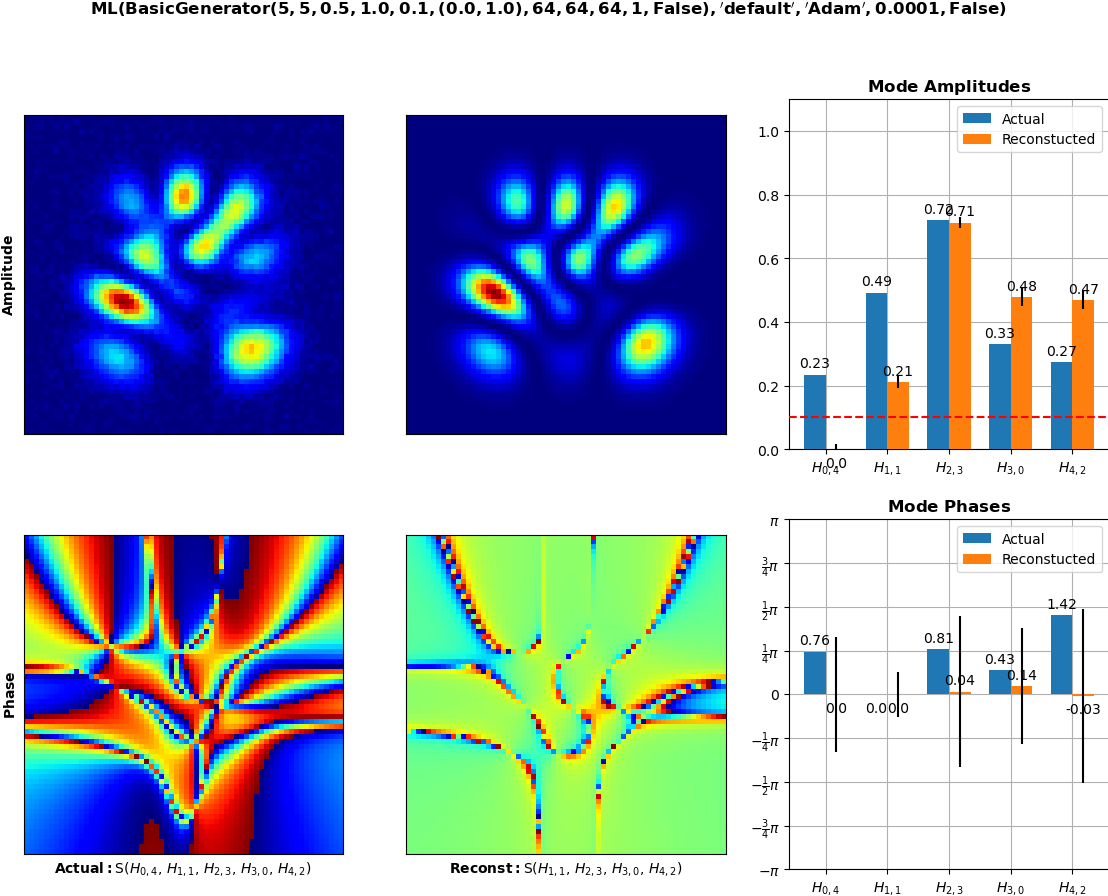 ML(BasicGenerator(5, 5, 0.5, 1.0, 0.1, (0.0, 1.0), 64, 64, 64, 1, False), 'default', 'Adam', 0.0001, False)
Mode Amplitudes
Actual
Reconstucted
1.0
0.8
0.6
0.4
0.2
0.0
0.23
0.0
0.49
0.21
0.72
0.71
0.33
0.48
0.27
0.47
H0,4
H1,1
H2,3
H3,0
H4,2
Amplitude
Mode Phases
Actual
Reconstucted
π
3/4π
1/2π
1/4π
0
−1/4π
−1/2π
−3/4π
−π
0.76
0.0
0.0
0.0
0.81
0.04
0.43
0.14
1.42
-0.03
H0,4
H1,1
H2,3
H3,0
H4,2
Phase
Actual: S(H0,4, H1,1, H2,3, H3,0, H4,2)
Reconst: S(H1,1, H2,3, H3,0, H4,2)